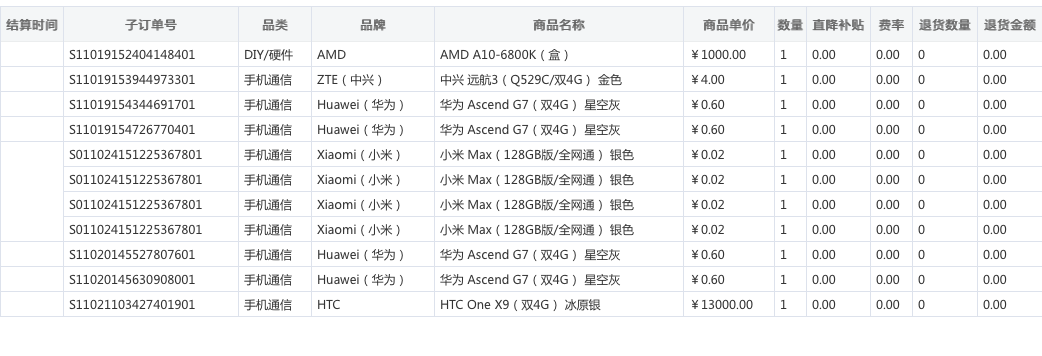 结算时间 子订单号 品类 品牌 商品名称 商品单价 数量 直降补贴 费率 退货数量 退货金额
S11019152404148401 DIY/硬件 AMD AMD A10-6800K（盒） ￥1000.00 1 0.00 0.00 0 0.00
S11019153944973301 手机通信 ZTE（中兴） 中兴 远航3（Q529C/双4G） 金色 ￥4.00 1 0.00 0.00 0 0.00
S11019154344691701 手机通信 Huawei（华为） 华为 Ascend G7（双4G） 星空灰 ￥0.60 1 0.00 0.00 0 0.00
S11019154726770401 手机通信 Huawei（华为） 华为 Ascend G7（双4G） 星空灰 ￥0.60 1 0.00 0.00 0 0.00
S011024151225367801 手机通信 Xiaomi（小米） 小米 Max（128GB版/全网通） 银色 ￥0.02 1 0.00 0.00 0 0.00
S011024151225367801 手机通信 Xiaomi（小米） 小米 Max（128GB版/全网通） 银色 ￥0.02 1 0.00 0.00 0 0.00
S011024151225367801 手机通信 Xiaomi（小米） 小米 Max（128GB版/全网通） 银色 ￥0.02 1 0.00 0.00 0 0.00
S011024151225367801 手机通信 Xiaomi（小米） 小米 Max（128GB版/全网通） 银色 ￥0.02 1 0.00 0.00 0 0.00
S11020145527807601 手机通信 Huawei（华为） 华为 Ascend G7（双4G） 星空灰 ￥0.60 1 0.00 0.00 0 0.00
S11020145630908001 手机通信 Huawei（华为） 华为 Ascend G7（双4G） 星空灰 ￥0.60 1 0.00 0.00 0 0.00
S11021103427401901 手机通信 HTC HTC One X9（双4G） 冰原银 ￥13000.00 1 0.00 0.00 0 0.00